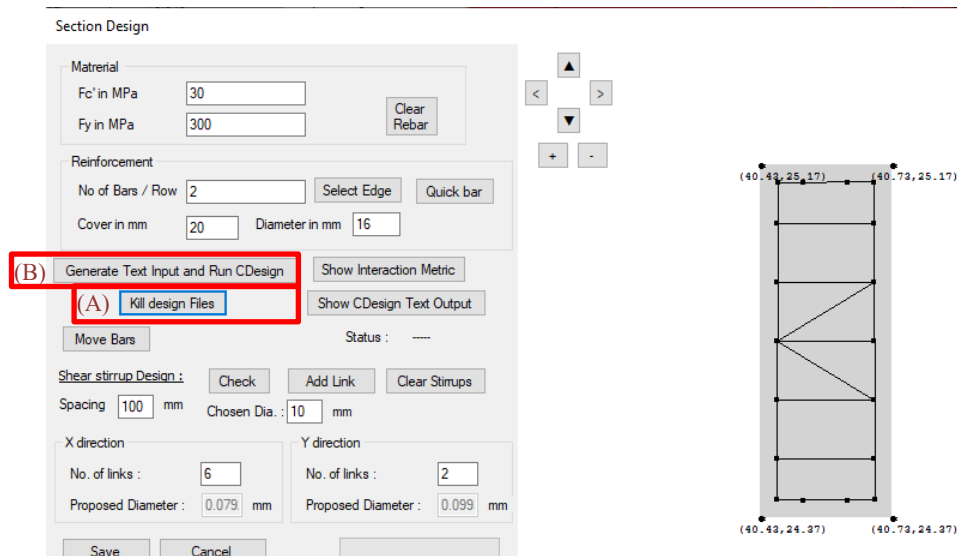 Section Design
Matrerial
Fc' in MPa 30
Fy in MPa 300
Clear
Rebar
Reinforcement
No of Bars / Row 2 Select Edge Quick bar
Cover in mm 20 Diameter in mm 16
(B) Generate Text Input and Run CDesign Show Interaction Metric
(A) Kill design Files Show CDesign Text Output
Move Bars Status : -----
Shear stirrup Design : Check Add Link Clear Stirrups
Spacing 100 mm Chosen Dia. : 10 mm
X direction
No. of links : 6
Proposed Diameter : 0.079 mm
Y direction
No. of links : 2
Proposed Diameter : 0.099 mm
Save Cancel
▲
< >
▼
+ -
(40.43,25.17) (40.73,25.17)
(40.43,24.37) (40.73,24.37)